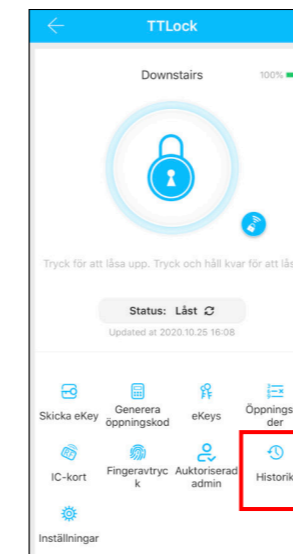 TTLock
Downstairs 100%
Tryck för att låsa upp. Tryck och håll kvar för att
Status: Låst
Updated at 2020.10.25 16:08
Skicka eKey Generera öppningskod eKeys Öppnings
der
IC-kort Fingeravtryc
k Auktoriserad
admin Historik
Inställningar